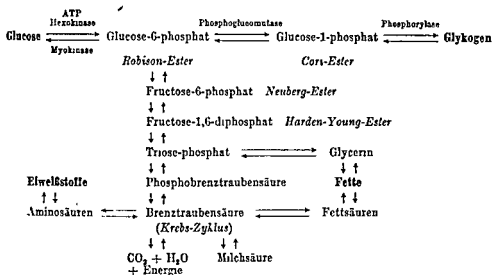 ATP
Hexokinase Phosphoglucomutase Phosphorylase
Glucose Glucose-6-phosphat Glucose-1-phosphat Glykogen
Myokinase
Robison-Ester Cori-Ester
Fructose-6-phosphat Neuberg-Ester
Fructose-1,6-diphosphat Harden-Young-Ester
Triose-phosphat Glycerin
Eiweißstoffe Phosphobrenztraubensäure Fette
Aminosäuren Brenztraubensäure Fettsäuren
(Krebs-Zyklus)
CO2 + H2O Milchsäure
+ Energie